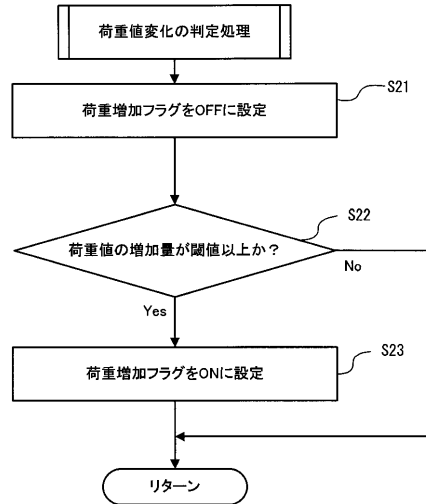 荷重値変化の判定処理
S21
荷重増加フラグをOFFに設定
S22
荷重値の増加量が閾値以上か?
No
Yes
S23
荷重増加フラグをONに設定
リターン